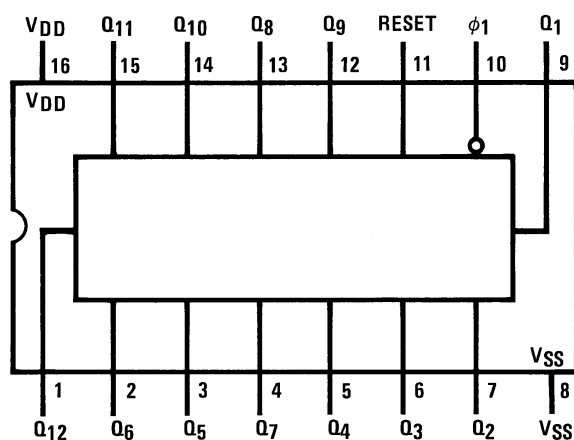 VDD Q11 Q10 Q8 Q9 RESET ϕ1 Q1
16 15 14 13 12 11 10 9
VDD
VSS
1 2 3 4 5 6 7 8
Q12 Q6 Q5 Q7 Q4 Q3 Q2 VSS